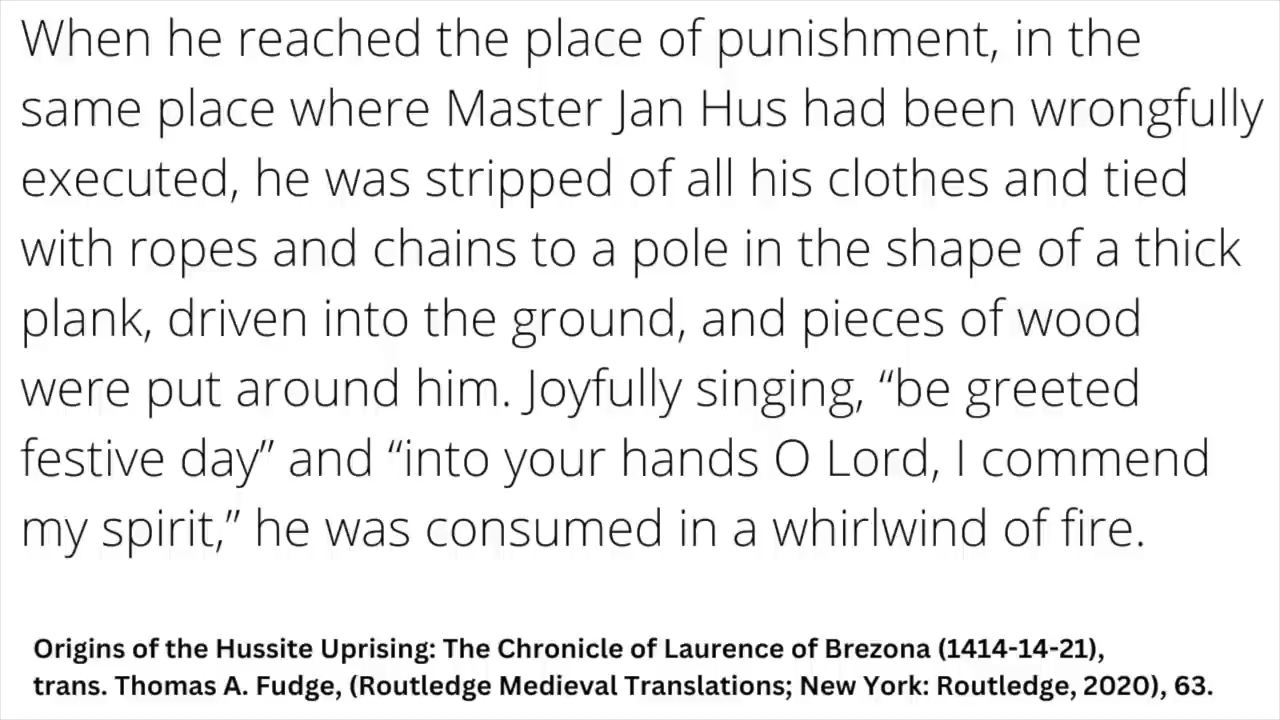 When he reached the place of punishment, in the
same place where Master Jan Hus had been wrongfully
executed, he was stripped of all his clothes and tied
with ropes and chains to a pole in the shape of a thick
plank, driven into the ground, and pieces of wood
were put around him. Joyfully singing, “be greeted
festive day” and “into your hands O Lord, I commend
my spirit,” he was consumed in a whirlwind of fire.
Origins of the Hussite Uprising: The Chronicle of Laurence of Brezona (1414-14-21),
trans. Thomas A. Fudge, (Routledge Medieval Translations; New York: Routledge, 2020), 63.